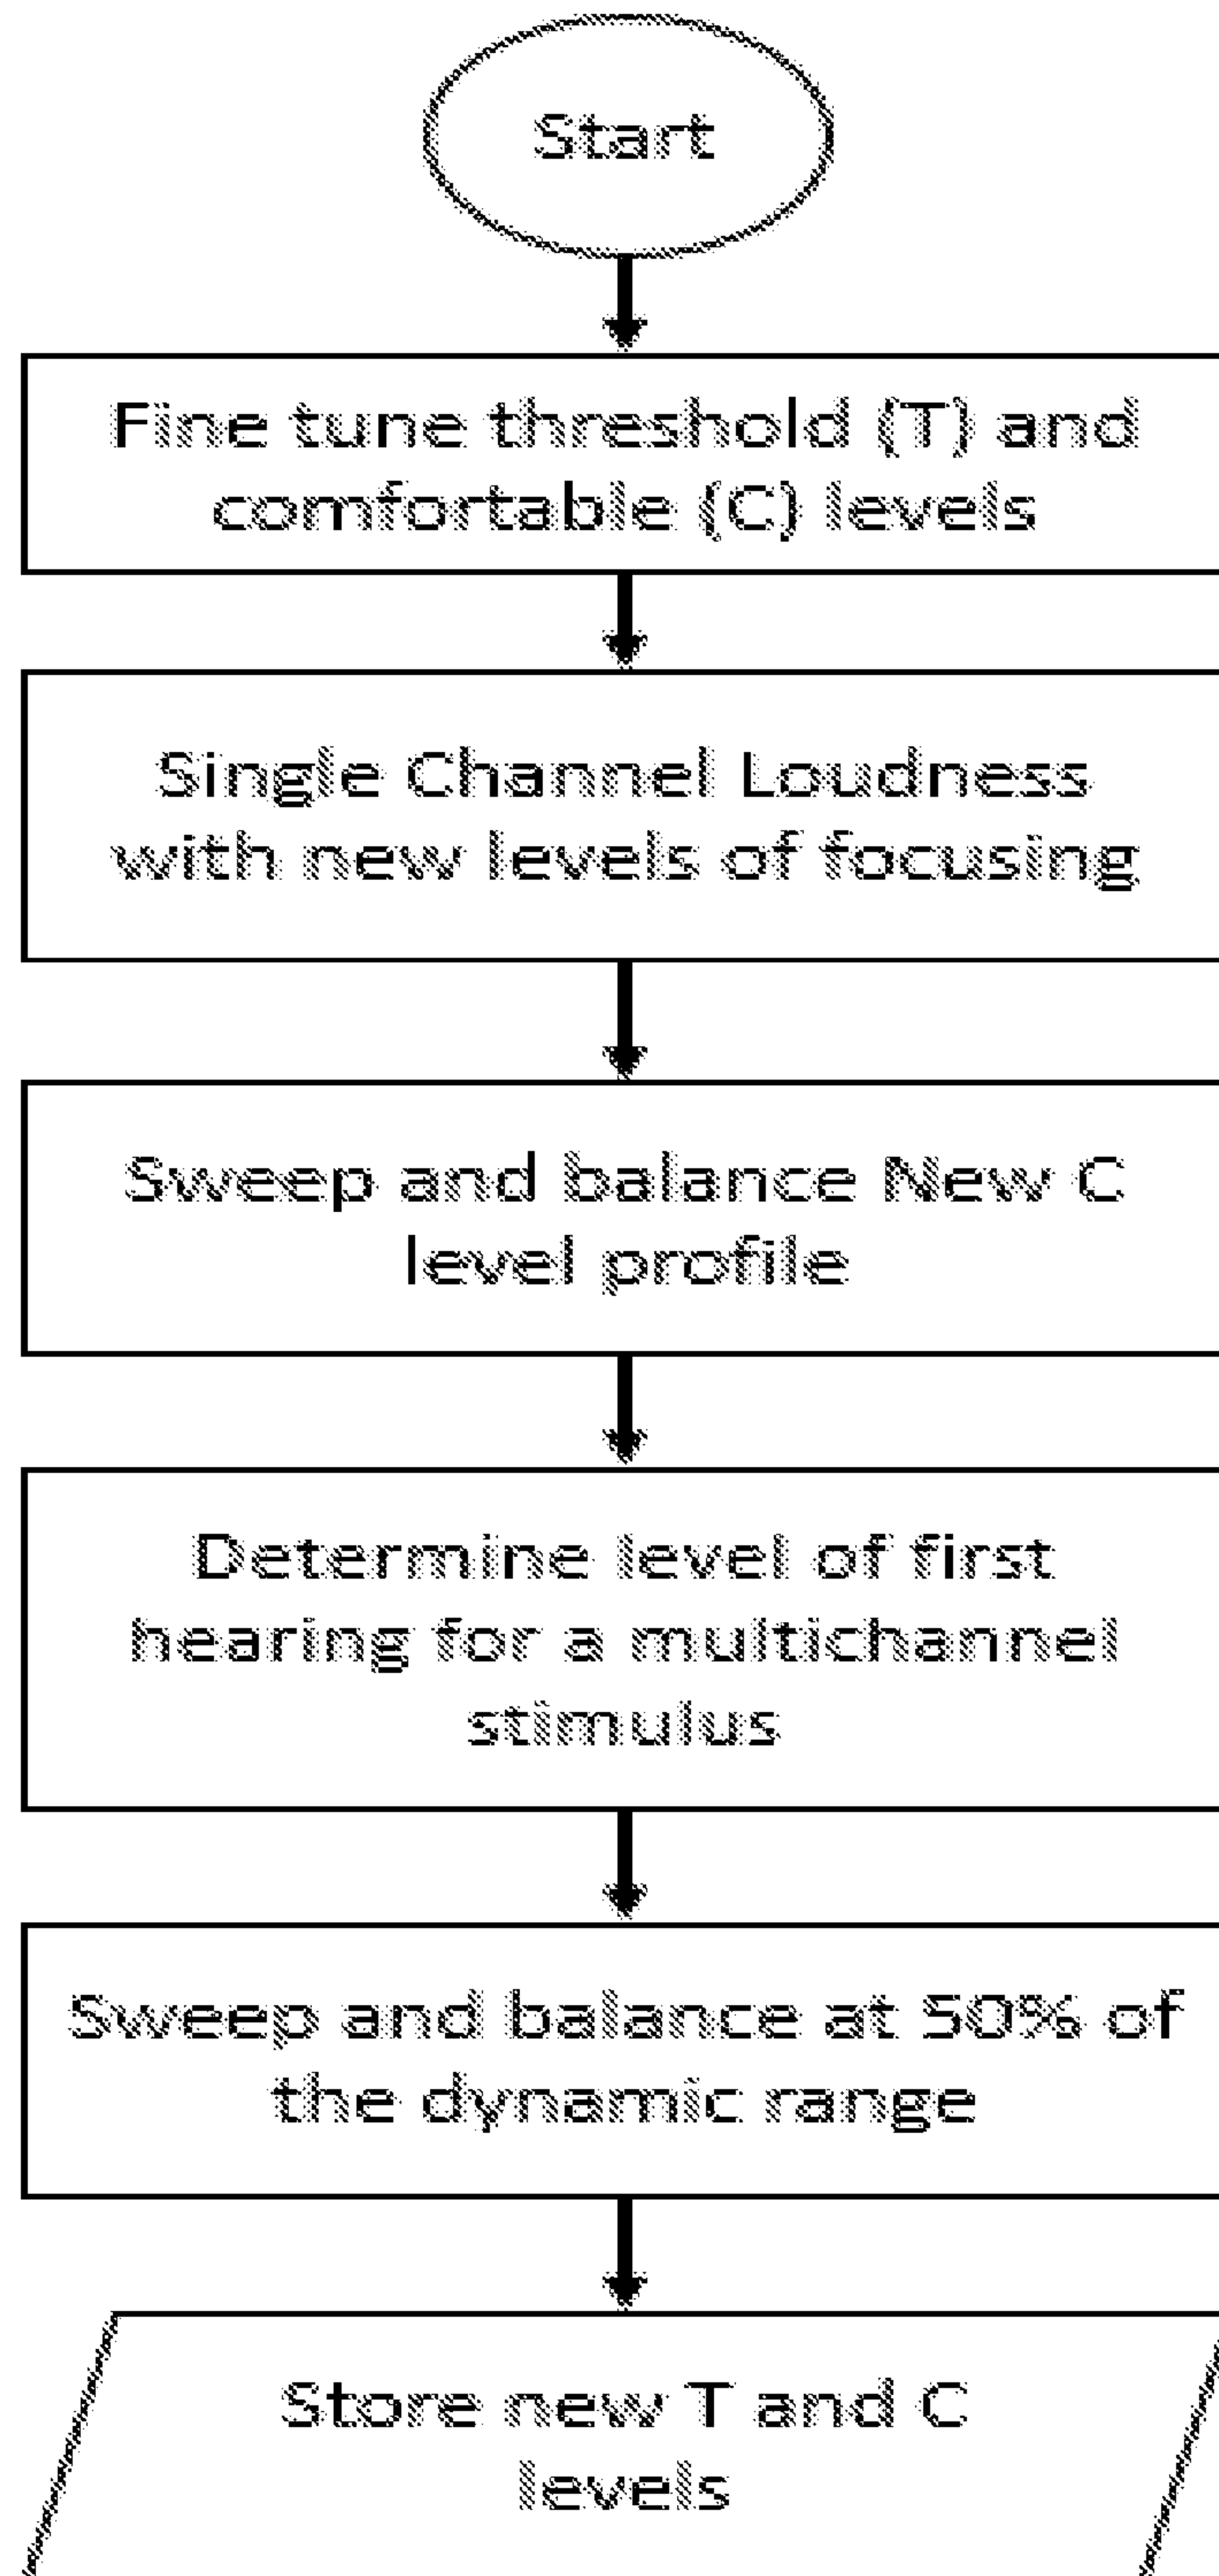 Start
Fine tune threshold (T) and
comfortable (C) levels
Single Channel Loudness
with new levels of focusing
Sweep and balance New C
level profile
Determine level of first
hearing for a multichannel
stimulus
Sweep and balance at 50% of
the dynamic range
Store new T and C
levels